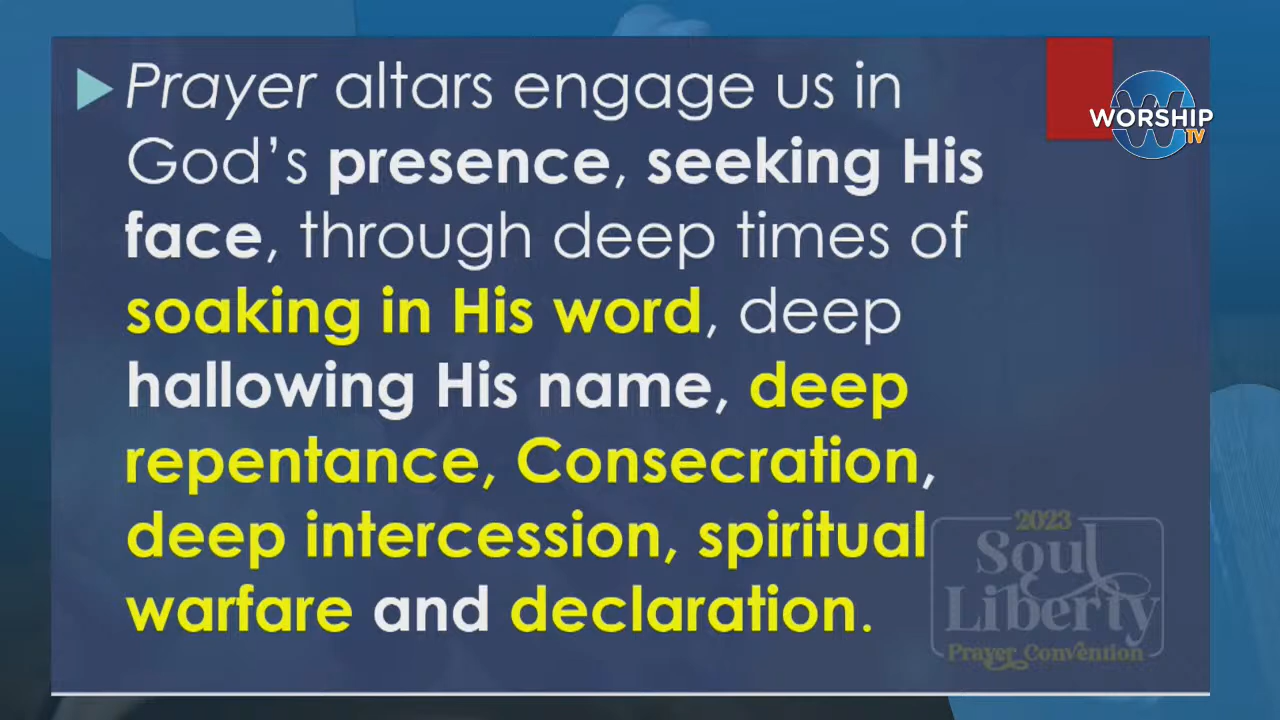 Prayer altars engage us in
God’s presence, seeking His
face, through deep times of
soaking in His word, deep
hallowing His name, deep
repentance, Consecration,
deep intercession, spiritual
warfare and declaration.
WORSHIP
TV
2023
Soul
Liberty
Prayer Convention